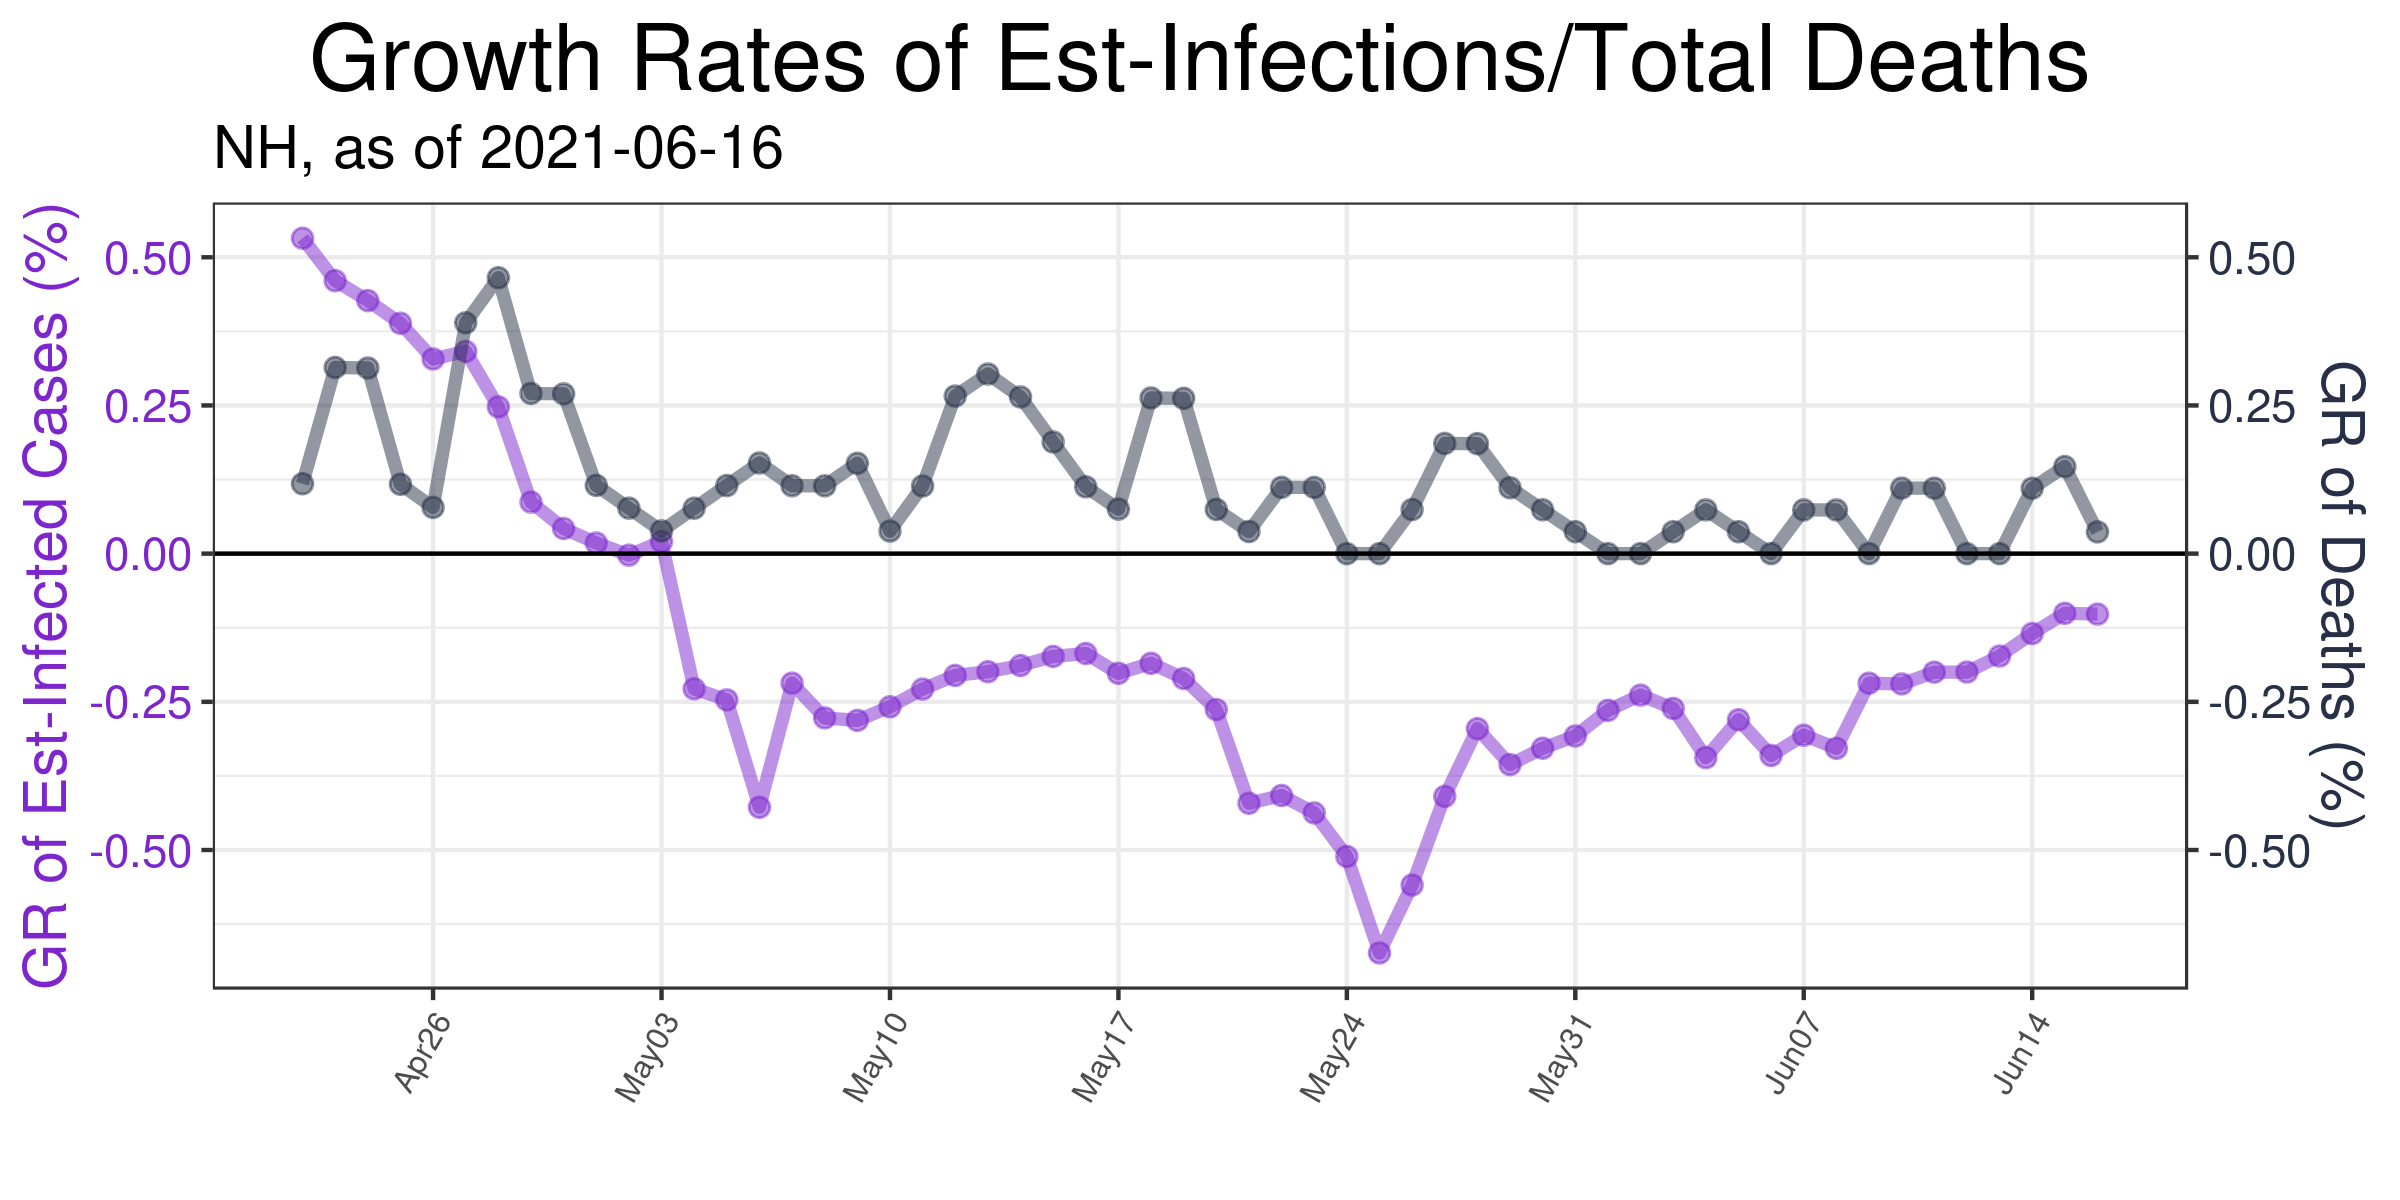 Growth Rates of Est-Infections/Total Deaths
NH, as of 2021-06-16
GR of Est-Infected Cases (%)
0.50
0.25
0.00
-0.25
-0.50
0.50
0.25
0.00
-0.25
-0.50
GR of Deaths (%)
Apr26
May03
May10
May17
May24
May31
Jun07
Jun14